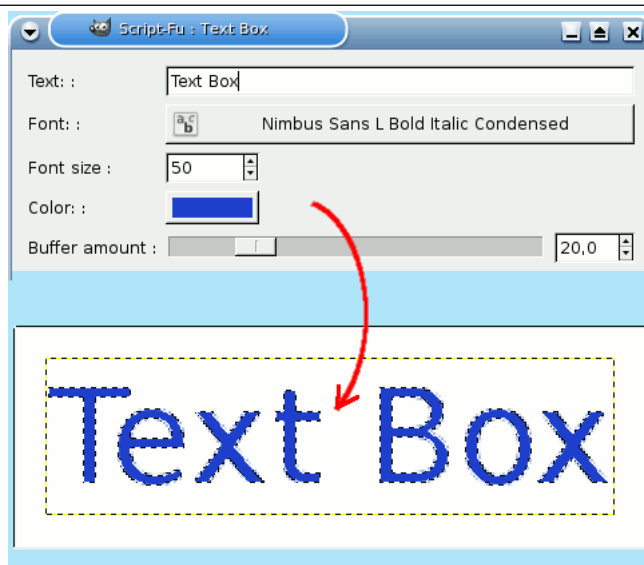 Script-Fu : Text Box
Text: : Text Box
Font: : Nimbus Sans L Bold Italic Condensed
Font size : 50
Color: :
Buffer amount : 20,0
Text Box